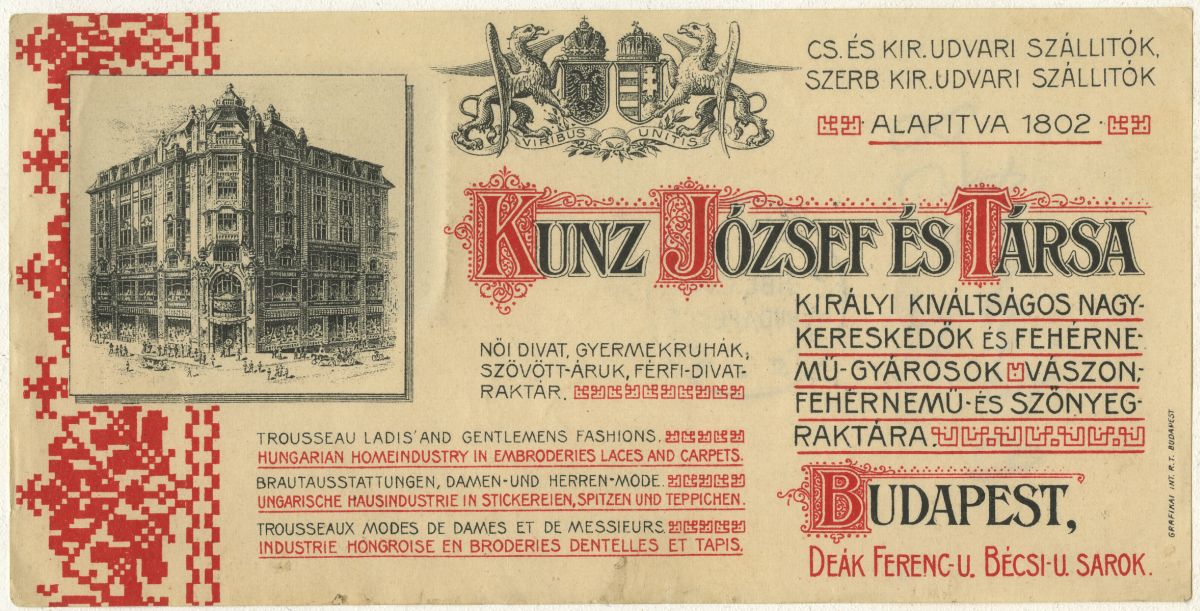 VIRIBUS UNITIS
CS. ÉS KIR. UDVARI SZÁLLITÓK,
SZERB KIR. UDVARI SZÁLLITÓK
ALAPITVA 1802
KUNZ JÓZSEF ÉS TÁRSA
KIRÁLYI KIVÁLTSÁGOS NAGY-
KERESKEDŐK ÉS FEHÉRNE-
MŰ-GYÁROSOK VÁSZON,-
FEHÉRNEMŰ-ÉS SZŐNYEG-
RAKTÁRA.
NŐI DIVAT, GYERMEKRUHÁK,
SZÖVÖTT-ÁRUK, FÉRFI-DIVAT-
RAKTÁR.
TROUSSEAU LADIS' AND GENTLEMENS FASHIONS.
HUNGARIAN HOMEINDUSTRY IN EMBRODERIES LACES AND CARPETS.
BRAUTAUSSTATTUNGEN, DAMEN-UND HERREN-MODE.
UNGARISCHE HAUSINDUSTRIE IN STICKEREIEN, SPITZEN UND TEPPICHEN.
TROUSSEAUX MODES DE DAMES ET DE MESSIEURS.
INDUSTRIE HONGROISE EN BRODERIES DENTELLES ET TAPIS.
BUDAPEST,
DEÁK FERENC-U. BÉCSI-U. SAROK.
GRAFIKAI INT. R. T. BUDAPEST